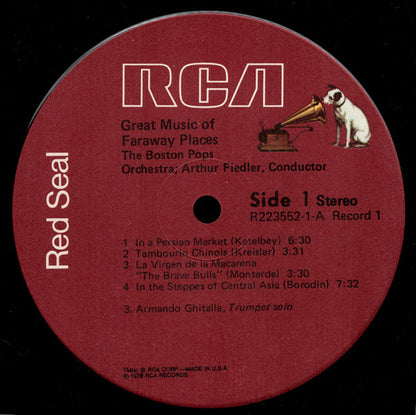 RCA
Red Seal
Great Music of
Faraway Places
The Boston Pops
Orchestra; Arthur Fiedler, Conductor
Side 1 Stereo
R223552-1-A Record 1
1 In a Persian Market (Kotelbey) 6:30
2 Tambourin Chinois (Kreisler) 3:31
3 La Virgen de la Macarena
"The Brave Bulls" (Monterde) 3:30
4 In the Steppes of Central Asia (Borodin) 7:32
3. Armando Ghitalle, Trumpet solo
TM(s) ® RCA CORP.—MADE IN U.S.A.
℗ 1978 RCA RECORDS